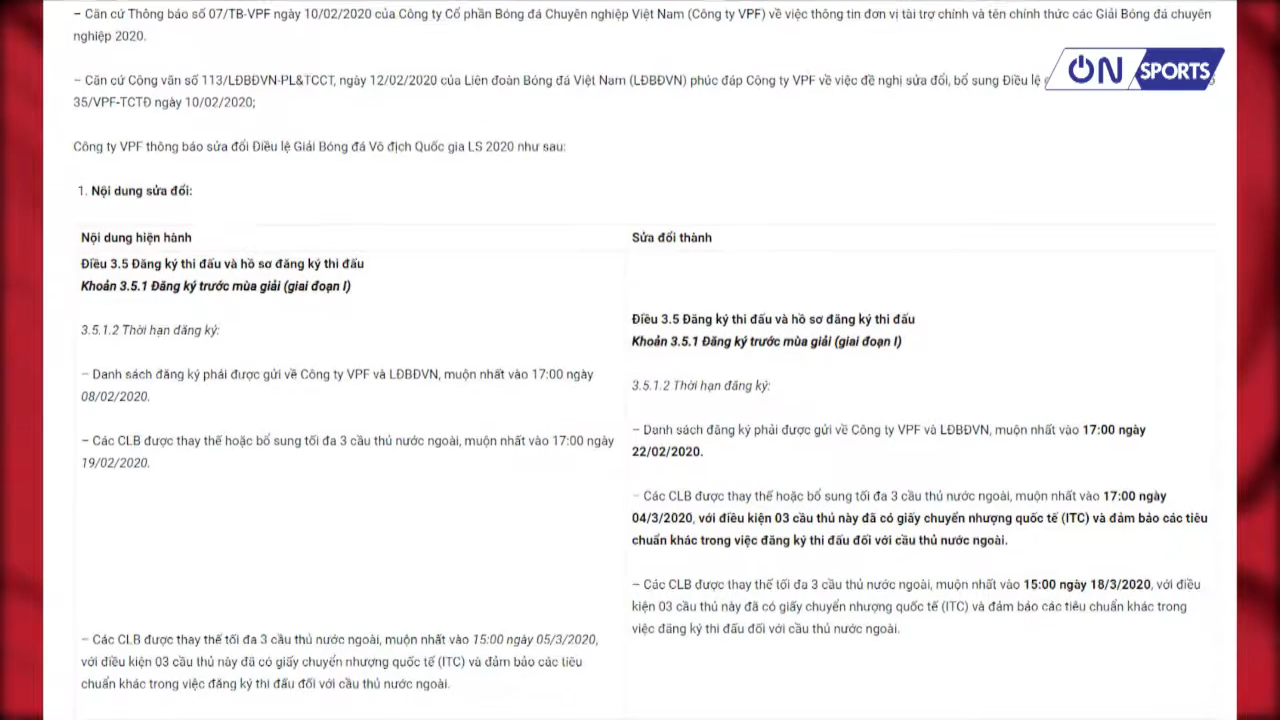 – Căn cứ Thông báo số 07/TB-VPF ngày 10/02/2020 của Công ty Cổ phần Bóng đá Chuyên nghiệp Việt Nam (Công ty VPF) về việc thông tin đơn vị tài trợ chính và tên chính thức các Giải Bóng đá chuyên
nghiệp 2020.
– Căn cứ Công văn số 113/LĐBĐVN-PL&TCCT, ngày 12/02/2020 của Liên đoàn Bóng đá Việt Nam (LĐBĐVN) phúc đáp Công ty VPF về việc đề nghị sửa đổi, bổ sung Điều lệ
35/VPF-TCTĐ ngày 10/02/2020;
ON SPORTS
Công ty VPF thông báo sửa đổi Điều lệ Giải Bóng đá Vô địch Quốc gia LS 2020 như sau:
1. Nội dung sửa đổi:
Nội dung hiện hành
Điều 3.5 Đăng ký thi đấu và hồ sơ đăng ký thi đấu
Khoản 3.5.1 Đăng ký trước mùa giải (giai đoạn I)
3.5.1.2 Thời hạn đăng ký:
– Danh sách đăng ký phải được gửi về Công ty VPF và LĐBĐVN, muộn nhất vào 17:00 ngày
08/02/2020.
– Các CLB được thay thế hoặc bổ sung tối đa 3 cầu thủ nước ngoài, muộn nhất vào 17:00 ngày
19/02/2020.
– Các CLB được thay thế tối đa 3 cầu thủ nước ngoài, muộn nhất vào 15:00 ngày 05/3/2020,
với điều kiện 03 cầu thủ này đã có giấy chuyển nhượng quốc tế (ITC) và đảm bảo các tiêu
chuẩn khác trong việc đăng ký thi đấu đối với cầu thủ nước ngoài.
Sửa đổi thành
Điều 3.5 Đăng ký thi đấu và hồ sơ đăng ký thi đấu
Khoản 3.5.1 Đăng ký trước mùa giải (giai đoạn I)
3.5.1.2 Thời hạn đăng ký:
– Danh sách đăng ký phải được gửi về Công ty VPF và LĐBĐVN, muộn nhất vào 17:00 ngày
22/02/2020.
– Các CLB được thay thế hoặc bổ sung tối đa 3 cầu thủ nước ngoài, muộn nhất vào 17:00 ngày
04/3/2020, với điều kiện 03 cầu thủ này đã có giấy chuyển nhượng quốc tế (ITC) và đảm bảo các tiêu
chuẩn khác trong việc đăng ký thi đấu đối với cầu thủ nước ngoài.
– Các CLB được thay thế tối đa 3 cầu thủ nước ngoài, muộn nhất vào 15:00 ngày 18/3/2020, với điều
kiện 03 cầu thủ này đã có giấy chuyển nhượng quốc tế (ITC) và đảm bảo các tiêu chuẩn khác trong
việc đăng ký thi đấu đối với cầu thủ nước ngoài.